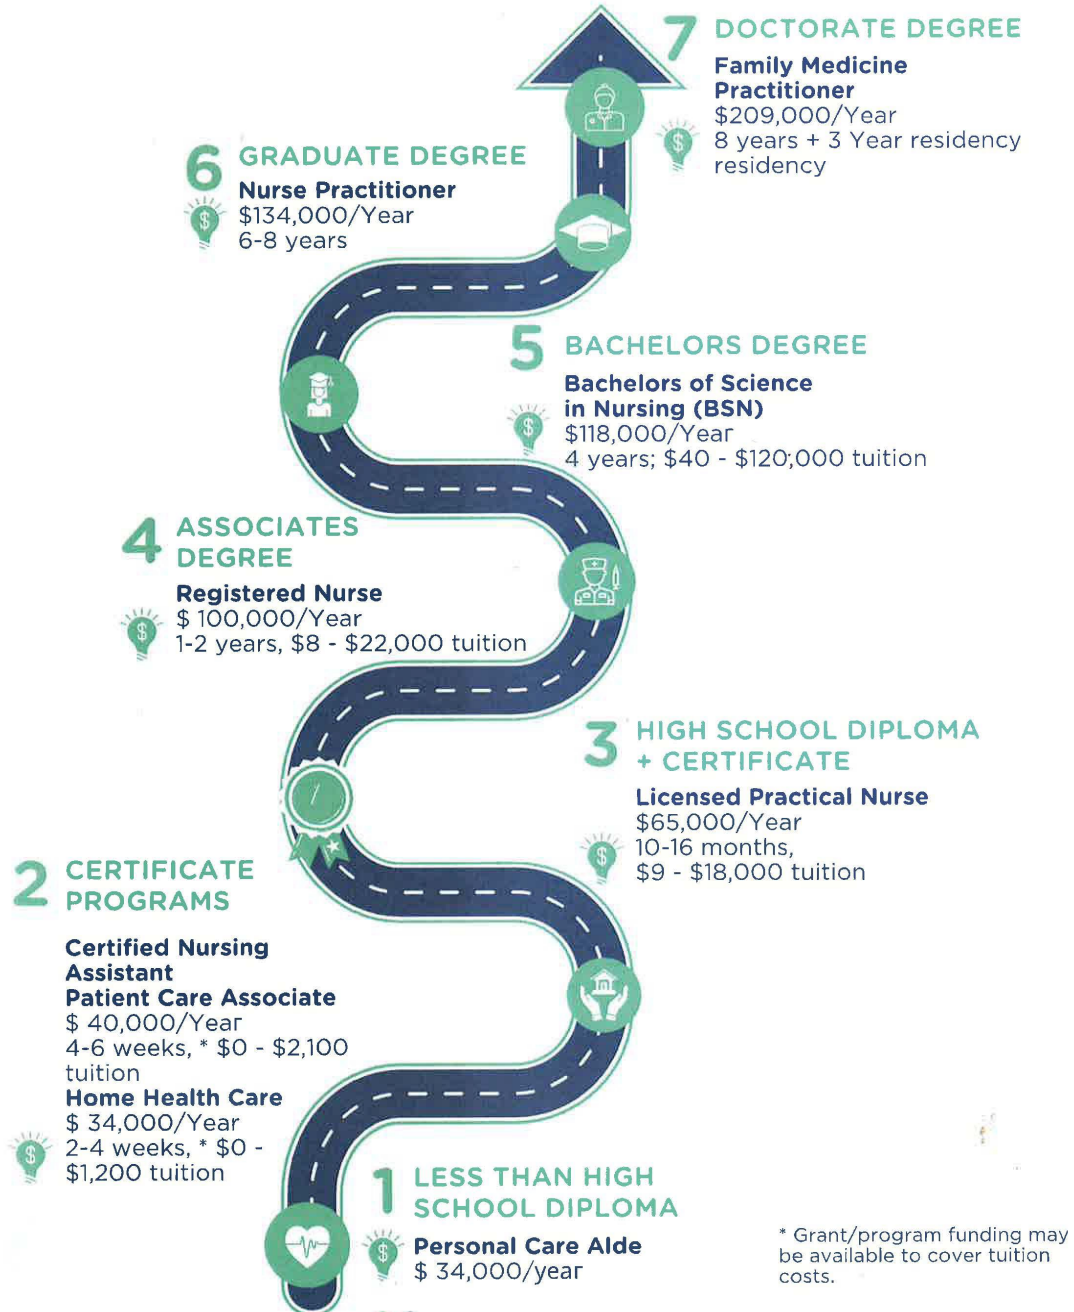 7 DOCTORATE DEGREE
Family Medicine
Practitioner
$209,000/Year
8 years + 3 Year residency
residency
6 GRADUATE DEGREE
Nurse Practitioner
$134,000/Year
6-8 years
5 BACHELORS DEGREE
Bachelors of Science
in Nursing (BSN)
$118,000/Year
4 years; $40 - $120,000 tuition
4 ASSOCIATES
DEGREE
Registered Nurse
$ 100,000/Year
1-2 years, $8 - $22,000 tuition
3 HIGH SCHOOL DIPLOMA
+ CERTIFICATE
Licensed Practical Nurse
$65,000/Year
10-16 months,
$9 - $18,000 tuition
2 CERTIFICATE
PROGRAMS
Certified Nursing
Assistant
Patient Care Associate
$ 40,000/Year
4-6 weeks, * $0 - $2,100
tuition
Home Health Care
$ 34,000/Year
2-4 weeks, * $0 -
$1,200 tuition
1 LESS THAN HIGH
SCHOOL DIPLOMA
Personal Care Aide
$ 34,000/year
* Grant/program funding may
be available to cover tuition
costs.